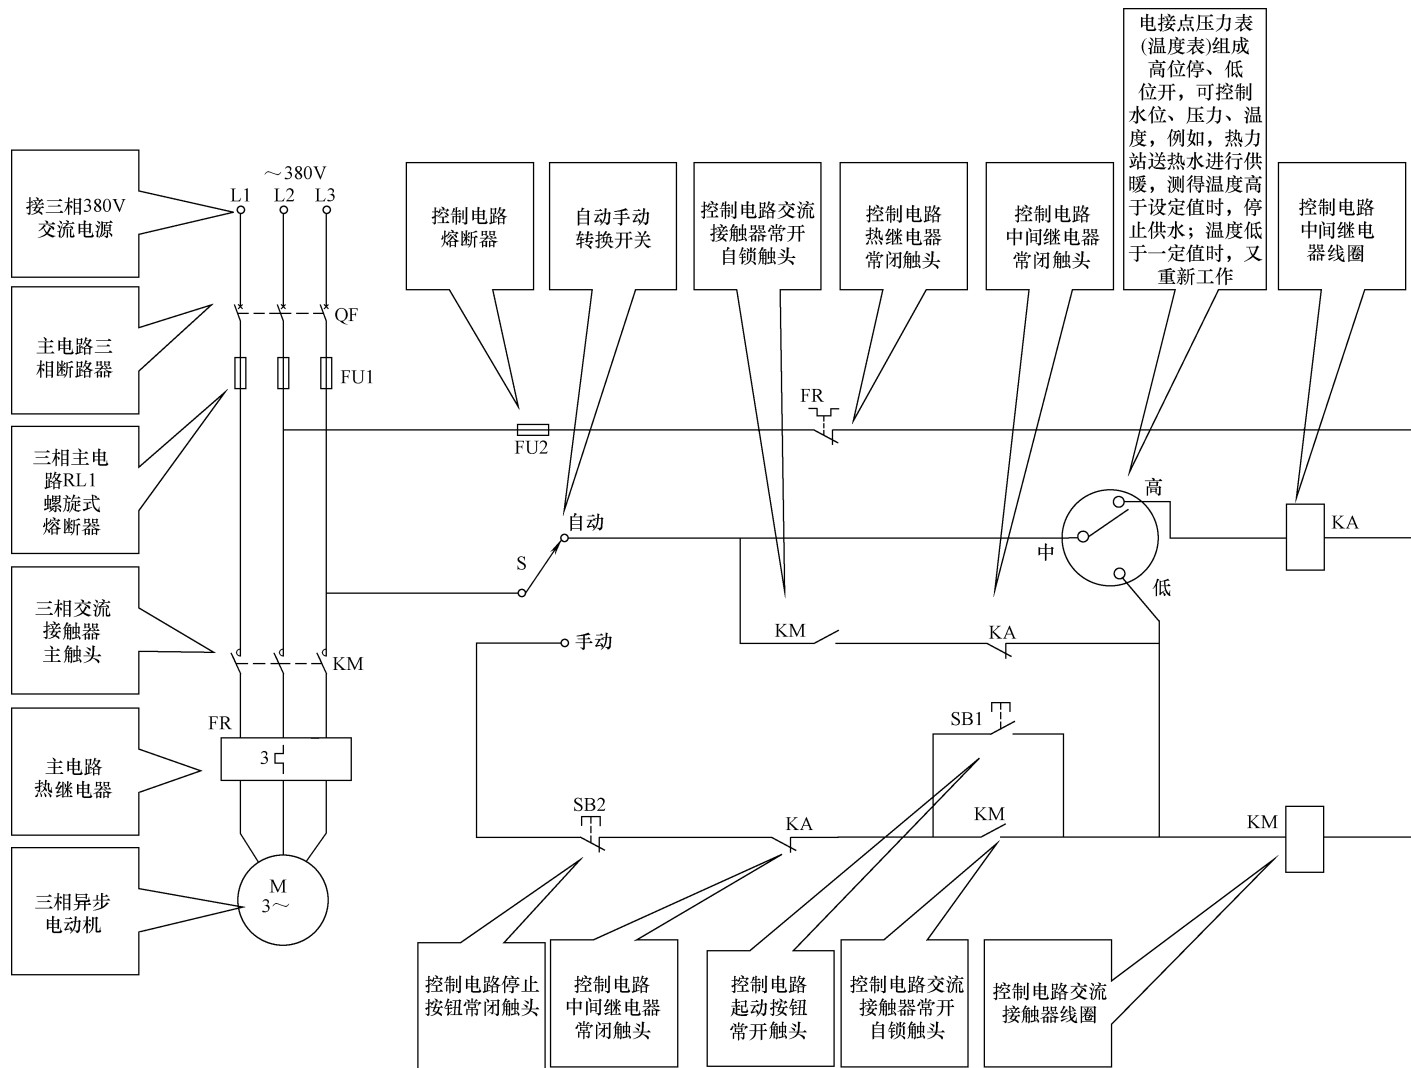 电接点压力表
(温度表)组成
高位停、低
位开，可控制
水位、压力、温
度，例如，热力
站送热水进行供
暖，测得温度高
于设定值时，停
止供水；温度低
于一定值时，又
重新工作
接三相380V
交流电源
～380V
L1 L2 L3
控制电路
熔断器
自动手动
转换开关
控制电路交流
接触器常开
自锁触头
控制电路
热继电器
常闭触头
控制电路
中间继电器
常闭触头
控制电路
中间继电
器线圈
主电路三
相断路器
QF
FU1
FR
FU2
三相主电
路RL1
螺旋式
熔断器
高
自动
KA
中
S
低
三相交流
接触器
主触头
KM
手动
KM
KA
FR
3
SB1
主电路
热继电器
SB2
KA
KM
KM
三相异步
电动机
M
3～
控制电路停止
按钮常闭触头
控制电路
中间继电器
常闭触头
控制电路
起动按钮
常开触头
控制电路交流
接触器常开
自锁触头
控制电路交流
接触器线圈